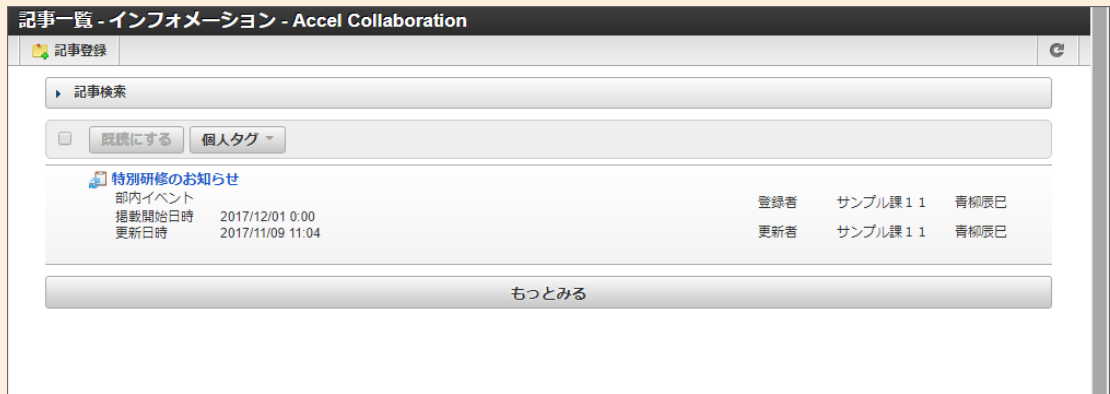 記事一覧 - インフォメーション - Accel Collaboration
記事登録
記事検索
既読にする 個人タグ
特別研修のお知らせ
部内イベント
掲載開始日時 2017/12/01 0:00 登録者 サンプル課１１ 青柳辰巳
更新日時 2017/11/09 11:04 更新者 サンプル課１１ 青柳辰巳
もっとみる